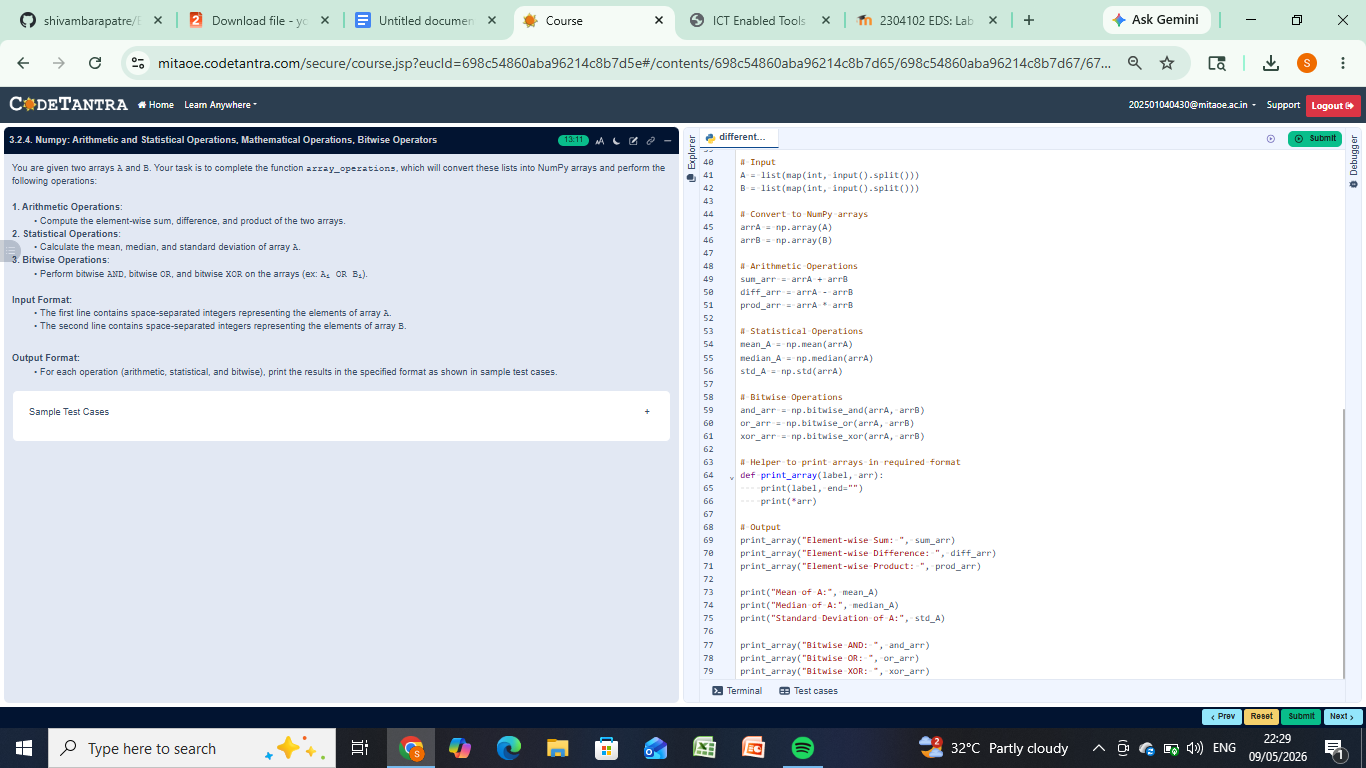 shivambarapatre/E
Download file - yo
Untitled documen
Course
ICT Enabled Tools
2304102 EDS: Lab
Ask Gemini
mitaoe.codetantra.com/secure/course.jsp?eucId=698c54860aba96214c8b7d5e#/contents/698c54860aba96214c8b7d65/698c54860aba96214c8b7d67/67...
S
CODETANTRA Home Learn Anywhere
202501040430@mitaoe.ac.in Support Logout
3.2.4. Numpy: Arithmetic and Statistical Operations, Mathematical Operations, Bitwise Operators
13:11
You are given two arrays A and B. Your task is to complete the function array_operations, which will convert these lists into NumPy arrays and perform the
following operations:
1. Arithmetic Operations:
• Compute the element-wise sum, difference, and product of the two arrays.
2. Statistical Operations:
• Calculate the mean, median, and standard deviation of array A.
3. Bitwise Operations:
• Perform bitwise AND, bitwise OR, and bitwise XOR on the arrays (ex: Aᵢ OR Bᵢ).
Input Format:
• The first line contains space-separated integers representing the elements of array A.
• The second line contains space-separated integers representing the elements of array B.
Output Format:
• For each operation (arithmetic, statistical, and bitwise), print the results in the specified format as shown in sample test cases.
Sample Test Cases
+
Explorer
different...
Submit
Debugger
40 # Input
41 A = list(map(int, input().split()))
42 B = list(map(int, input().split()))
43
44 # Convert to NumPy arrays
45 arrA = np.array(A)
46 arrB = np.array(B)
47
48 # Arithmetic Operations
49 sum_arr = arrA + arrB
50 diff_arr = arrA - arrB
51 prod_arr = arrA * arrB
52
53 # Statistical Operations
54 mean_A = np.mean(arrA)
55 median_A = np.median(arrA)
56 std_A = np.std(arrA)
57
58 # Bitwise Operations
59 and_arr = np.bitwise_and(arrA, arrB)
60 or_arr = np.bitwise_or(arrA, arrB)
61 xor_arr = np.bitwise_xor(arrA, arrB)
62
63 # Helper to print arrays in required format
64 def print_array(label, arr):
65 print(label, end="")
66 print(*arr)
67
68 # Output
69 print_array("Element-wise Sum: ", sum_arr)
70 print_array("Element-wise Difference: ", diff_arr)
71 print_array("Element-wise Product: ", prod_arr)
72
73 print("Mean of A:", mean_A)
74 print("Median of A:", median_A)
75 print("Standard Deviation of A:", std_A)
76
77 print_array("Bitwise AND: ", and_arr)
78 print_array("Bitwise OR: ", or_arr)
79 print_array("Bitwise XOR: ", xor_arr)
Terminal
Test cases
Prev
Reset
Submit
Next
Type here to search
2
32°C Partly cloudy
ENG
22:29
09/05/2026
1